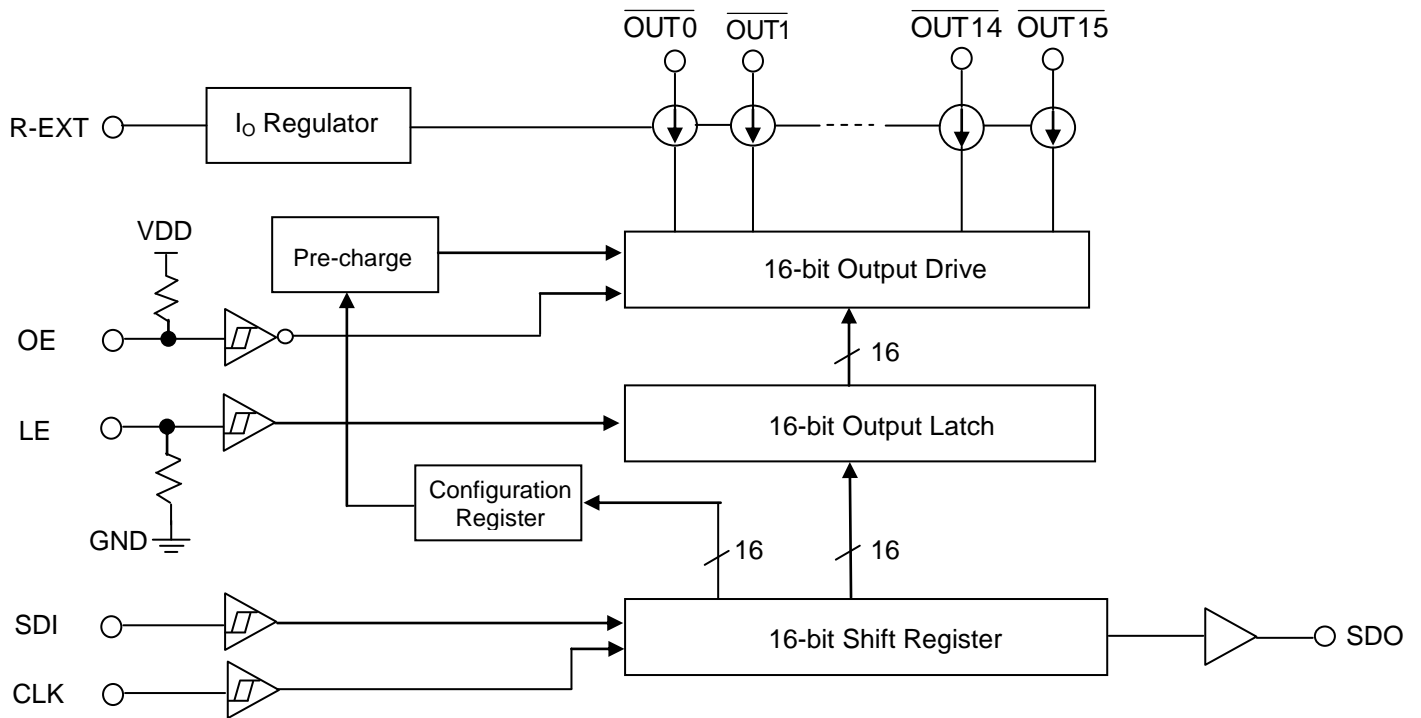 OUT0 OUT1 OUT14 OUT15
R-EXT
IO Regulator
VDD
Pre-charge
16-bit Output Drive
OE
16
LE
16-bit Output Latch
Configuration
Register
GND
16
16
SDI
16-bit Shift Register
SDO
CLK